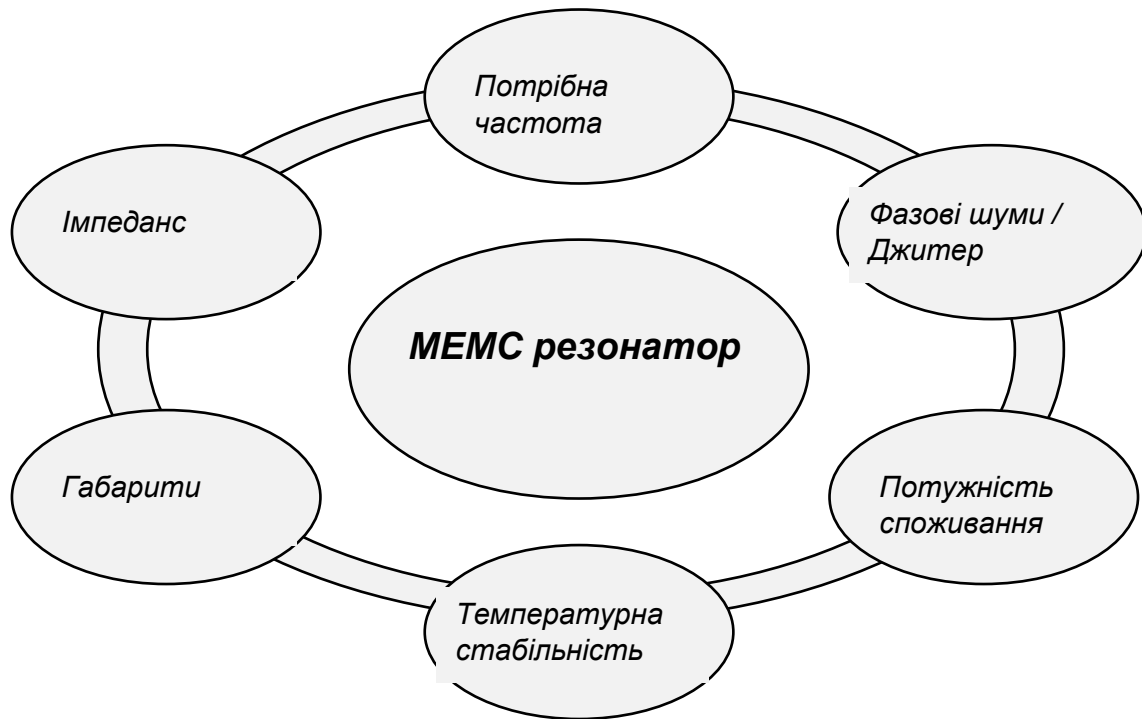 Потрібна
частота
Імпеданс
Фазові шуми /
Джитер
МЕМС резонатор
Габарити
Потужність
споживання
Температурна
стабільність